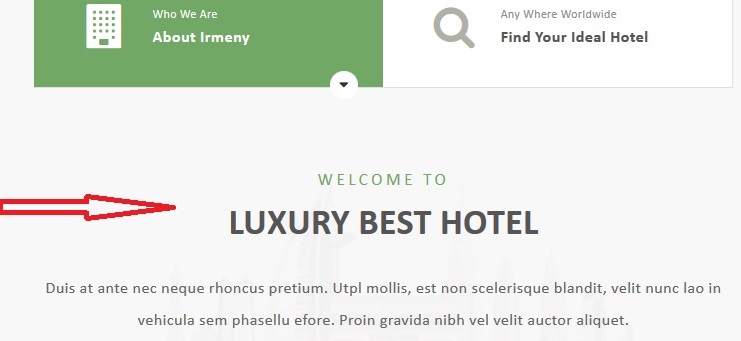 Who We Are
About Irmeny
Any Where Worldwide
Find Your Ideal Hotel
WELCOME TO
LUXURY BEST HOTEL
Duis at ante nec neque rhoncus pretium. Utpl mollis, est non scelerisque blandit, velit nunc lao in
vehicula sem phasellu efore. Proin gravida nibh vel velit auctor aliquet.